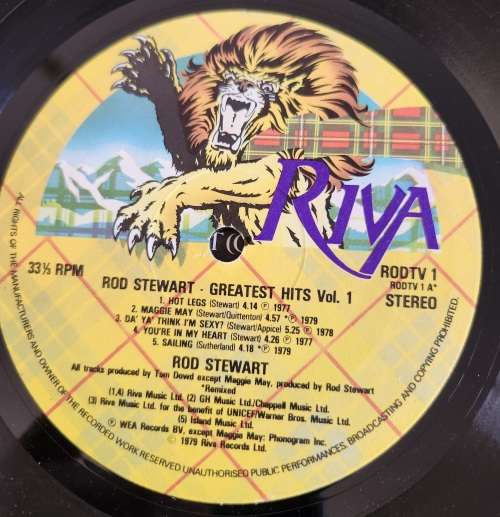 RIVA
33⅓ RPM
RODTV 1
RODTV 1 A*
STEREO
ROD STEWART - GREATEST HITS Vol. 1
1. HOT LEGS (Stewart) 4.14 ℗ 1977
2. MAGGIE MAY (Stewart/Quittenton) 4.57 *℗ 1979
3. DA' YA' THINK I'M SEXY? (Stewart/Appice) 5.25 ℗ 1978
4. YOU'RE IN MY HEART (Stewart) 4.26 ℗ 1977
5. SAILING (Sutherland) 4.18 *℗ 1979
ROD STEWART
All tracks produced by Tom Dowd except Maggie May, produced by Rod Stewart
*Remixed
(1,4) Riva Music Ltd. (2) GH Music Ltd./Chappell Music Ltd.
(3) Riva Music Ltd. for the benefit of UNICEF/Warner Bros. Music Ltd.
(5) Island Music Ltd.
℗ WEA Records BV, except Maggie May: Phonogram Inc.
© 1979 Riva Records Ltd.
ALL RIGHTS OF THE MANUFACTURERS AND OWNER OF THE RECORDED WORK RESERVED. UNAUTHORISED PUBLIC PERFORMANCES, BROADCASTING AND COPYING PROHIBITED.